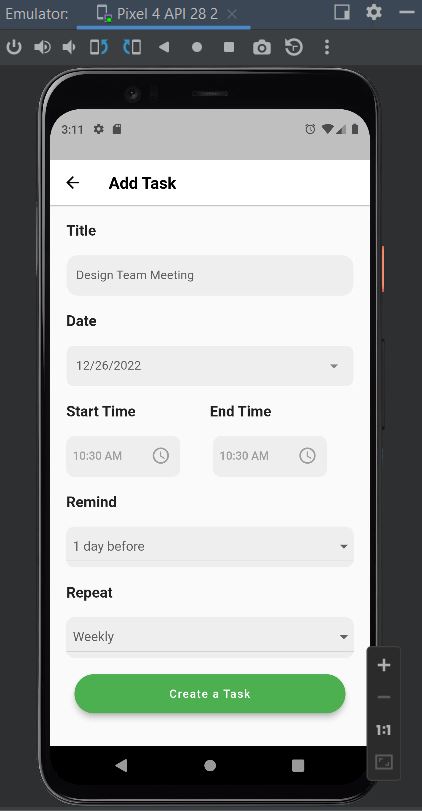 Emulator: Pixel 4 API 28 2
3:11
Add Task
Title
Design Team Meeting
Date
12/26/2022
Start Time End Time
10:30 AM 10:30 AM
Remind
1 day before
Repeat
Weekly
Create a Task
1:1